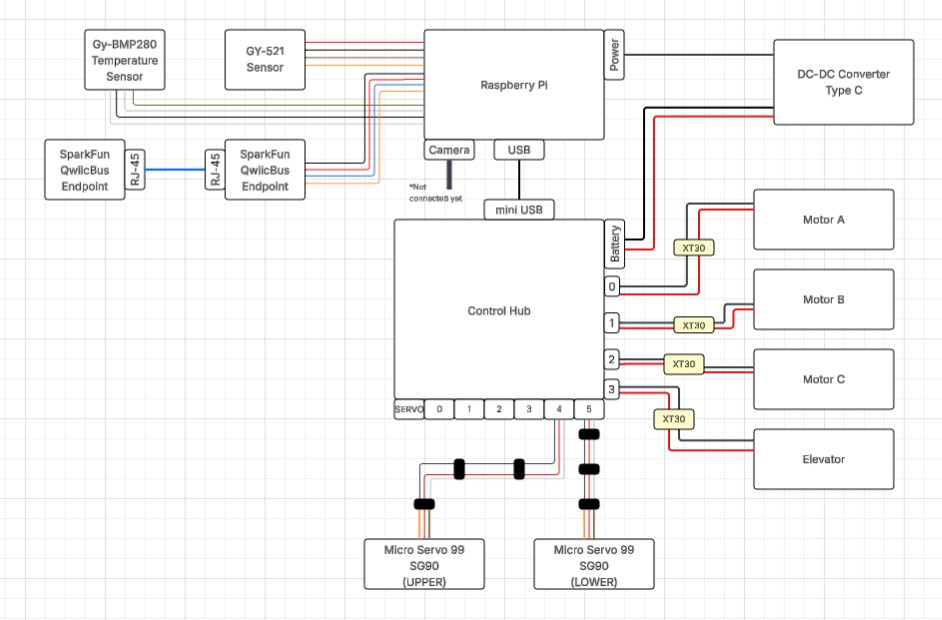 Gy-BMP280
Temperature
Sensor
GY-521
Sensor
Raspberry Pi
Power
DC-DC Converter
Type C
SparkFun
QwiicBus
Endpoint
RJ-45
RJ-45
SparkFun
QwiicBus
Endpoint
Camera
USB
*Not
connected yet
mini USB
Control Hub
Battery
0
1
2
3
XT30
XT30
XT30
XT30
Motor A
Motor B
Motor C
Elevator
SERVO 0 1 2 3 4 5
Micro Servo 99
SG90
(UPPER)
Micro Servo 99
SG90
(LOWER)